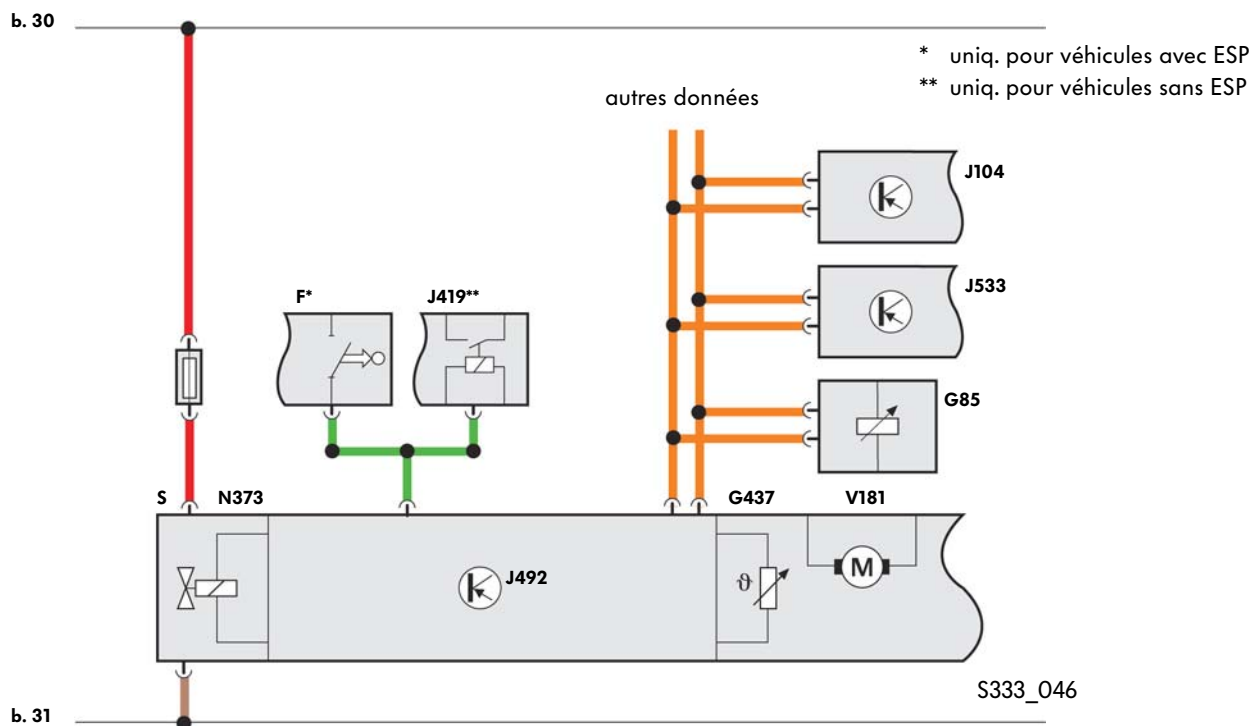 b. 30
* uniq. pour véhicules avec ESP
** uniq. pour véhicules sans ESP
autres données
J104
J533
F*
J419**
G85
S
N373
G437
V181
J492
ϑ
M
S333_046
b. 31